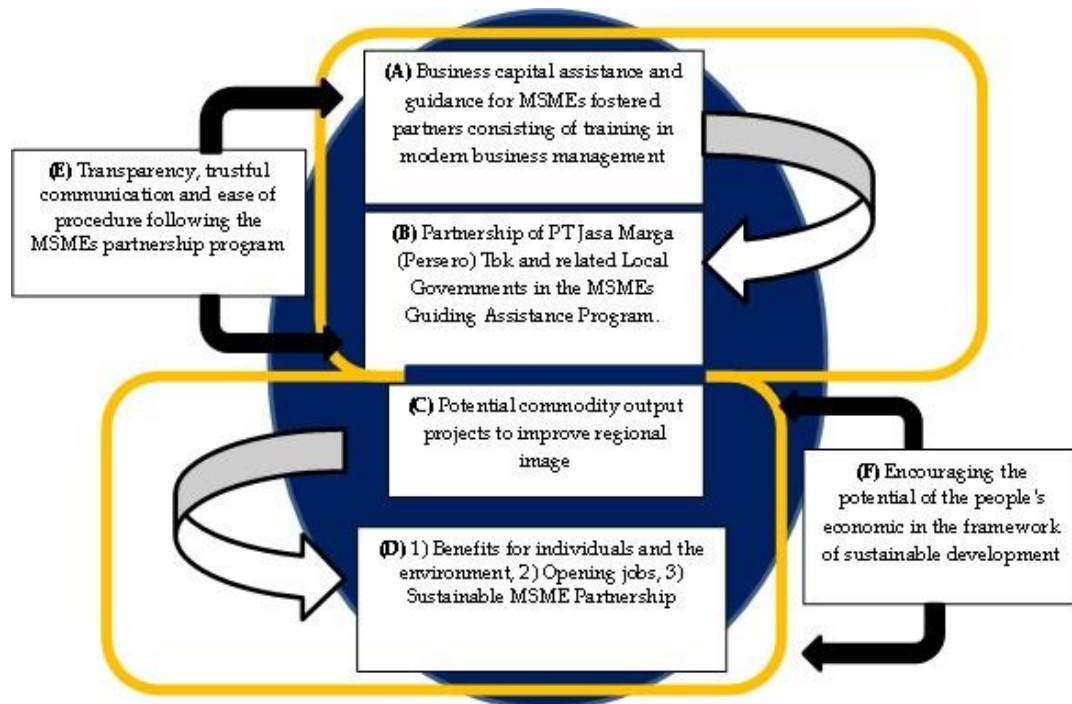 (A) Business capital assistance and
guidance for MSMEs fostered
partners consisting of training in
modern business management
(E) Transparency, trustful
communication and ease of
procedure following the
MSMEs partnership program
(B) Partnership of PT Jasa Marga
(Persero) Tbk and related Local
Governments in the MSMEs
Guiding Assistance Program.
(C) Potential commodity output
projects to improve regional
image
(F) Encouraging the
potential of the people's
economic in the framework
of sustainable development
(D) 1) Benefits for individuals and the
environment, 2) Opening jobs, 3)
Sustainable MSME Partnership